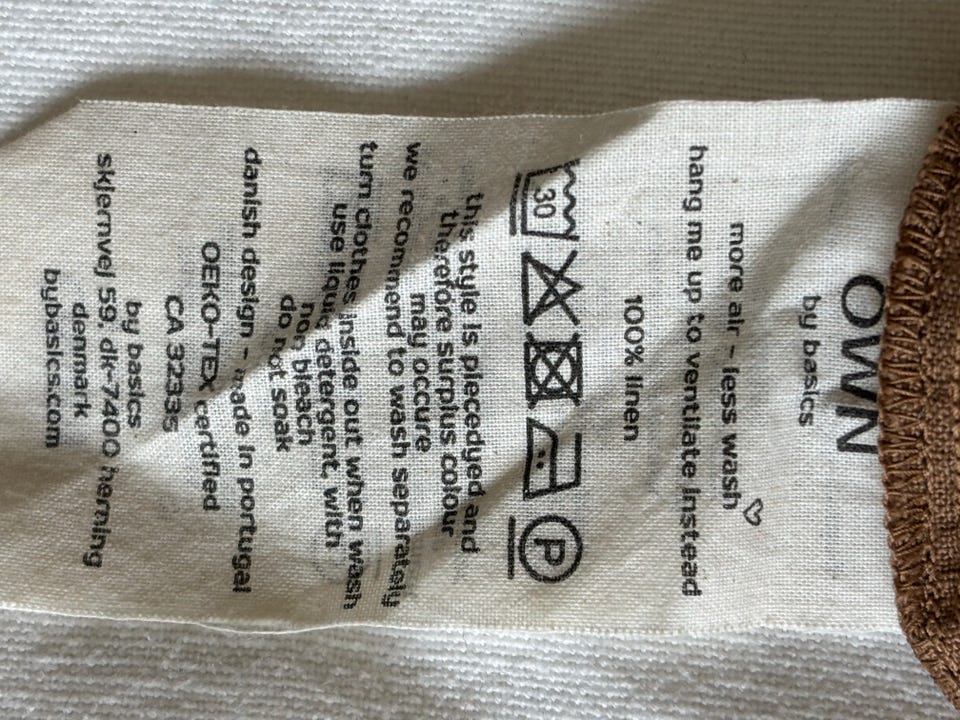 OWN
by basics
more air - less wash
hang me up to ventilate instead
100% linen
30
P
this style is piecedyed and
therefore surplus colour
may occure
we recommend to wash separately
turn clothes inside out when wash
use liquid detergent, with
non bleach
do not soak
danish design - made in portugal
OEKO-TEX certified
CA 32335
by basics
skjernvej 59. dk-7400 herning
denmark
bybasics.com